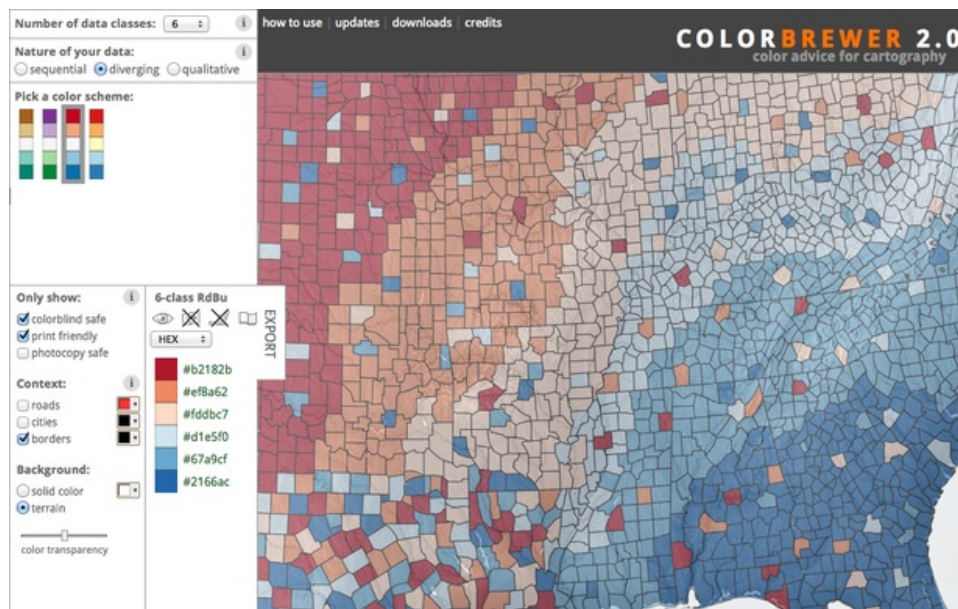 Number of data classes: 6 i
how to use | updates | downloads | credits
COLORBREWER 2.0
color advice for cartography
Nature of your data: i
sequential diverging qualitative
Pick a color scheme:
Only show: i
colorblind safe
print friendly
photocopy safe
Context: i
roads
cities
borders
Background:
solid color
terrain
color transparency
6-class RdBu
EXPORT
HEX
#b2182b
#ef8a62
#fddbc7
#d1e5f0
#67a9cf
#2166ac